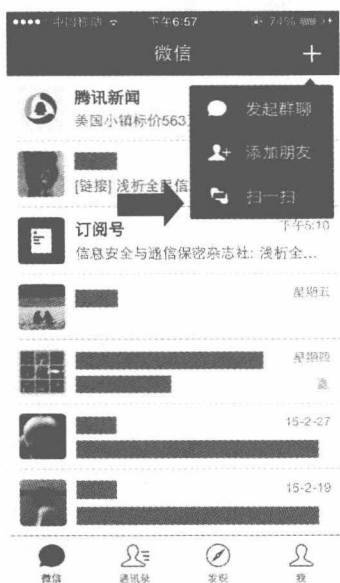 中国移动 下午6:57 74%
微信
腾讯新闻
美国小镇标价563
发起群聊
添加朋友
[链接] 浅析全民信
扫一扫
订阅号
下午5:10
信息安全与通信保密杂志社: 浅析全...
星期五
星期四
15-2-27
15-2-19
微信 通讯录 发现 我